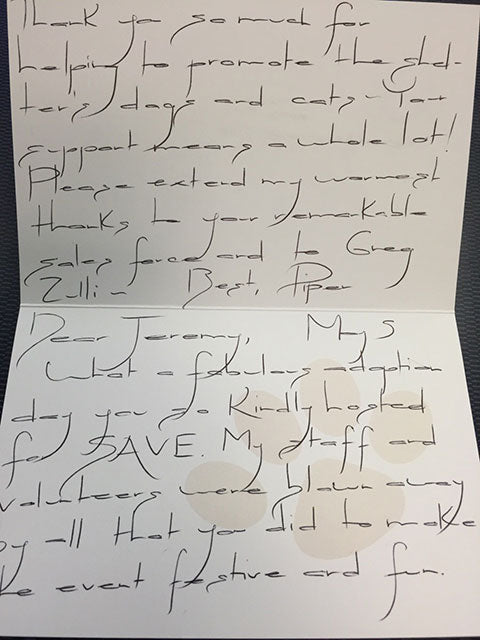 Thank you so much for
helping to promote the shel-
ter's dogs and cats - Your
support means a whole lot!
Please extend my warmest
thanks to your remarkable
sales force and to Greg
Zulli - Best, Piper
Dear Jeremy, May 5
What a fabulous adoption
day you so kindly hosted
for SAVE. My staff and
volunteers were blown away
by all that you did to make
the event festive and fun.